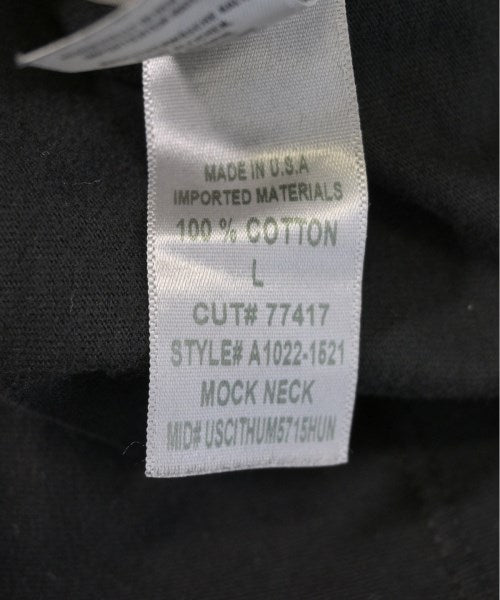 MADE IN U.S.A
IMPORTED MATERIALS
100 % COTTON
L
CUT# 77417
STYLE# A1022-1521
MOCK NECK
MID# USCITHUM5715HUN